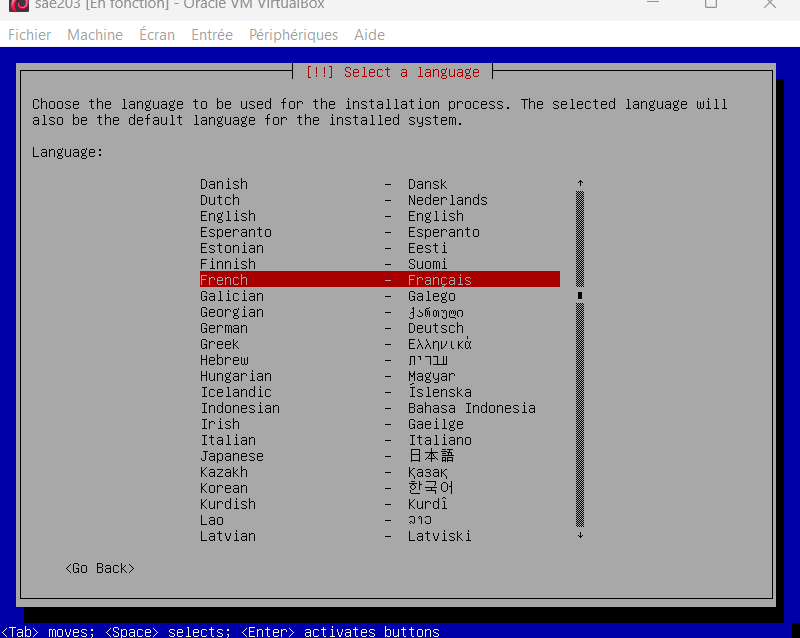 sae203 [En fonction] - Oracle VM VirtualBox
Fichier Machine Écran Entrée Périphériques Aide
[!!] Select a language
Choose the language to be used for the installation process. The selected language will
also be the default language for the installed system.
Language:
Danish - Dansk
Dutch - Nederlands
English - English
Esperanto - Esperanto
Estonian - Eesti
Finnish - Suomi
French - Français
Galician - Galego
Georgian - ქართული
German - Deutsch
Greek - Ελληνικά
Hebrew - עברית
Hungarian - Magyar
Icelandic - Íslenska
Indonesian - Bahasa Indonesia
Irish - Gaeilge
Italian - Italiano
Japanese - 日本語
Kazakh - Қазақ
Korean - 한국어
Kurdish - Kurdî
Lao - ລາວ
Latvian - Latviski
<Go Back>
<Tab> moves; <Space> selects; <Enter> activates buttons